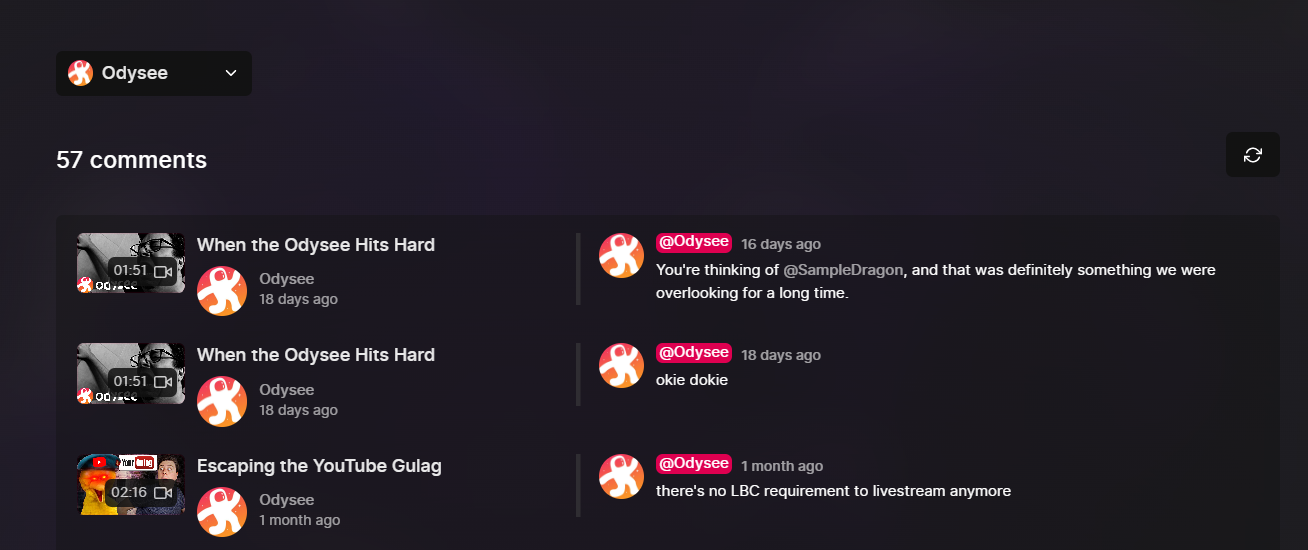 Odysee
57 comments
When the Odysee Hits Hard
Odysee
18 days ago
01:51
@Odysee 16 days ago
You're thinking of @SampleDragon, and that was definitely something we were
overlooking for a long time.
When the Odysee Hits Hard
Odysee
18 days ago
01:51
@Odysee 18 days ago
okie dokie
Escaping the YouTube Gulag
Odysee
1 month ago
02:16
@Odysee 1 month ago
there's no LBC requirement to livestream anymore